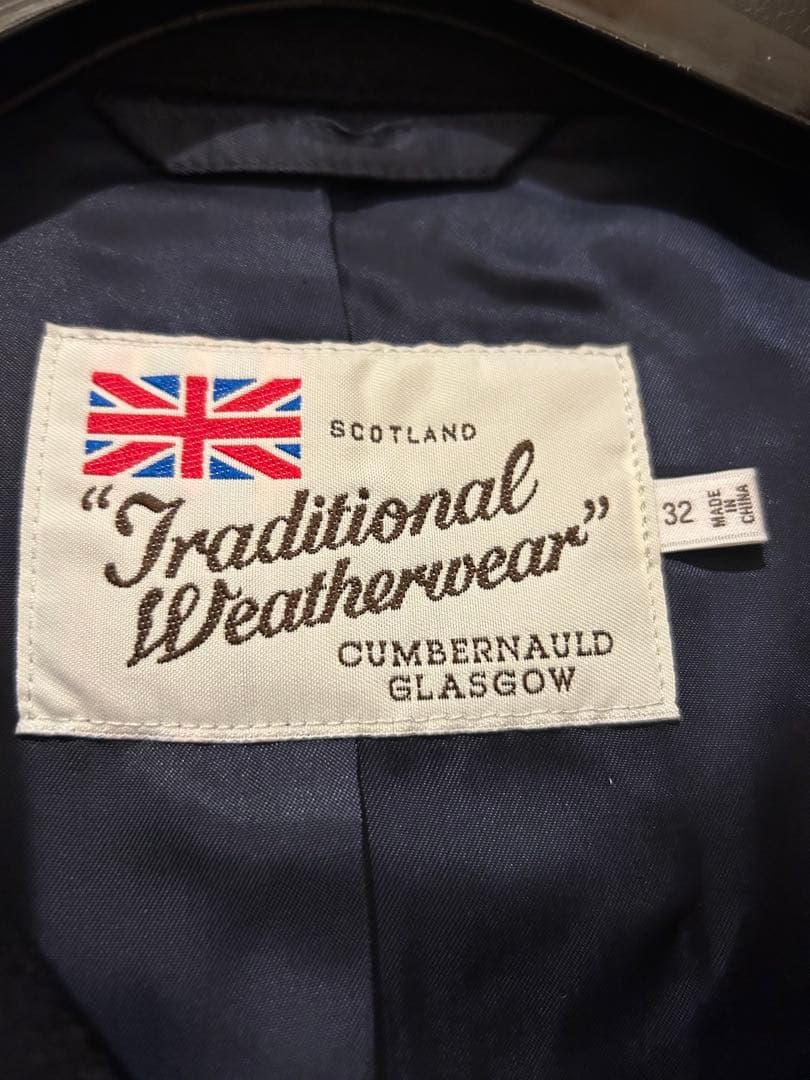 SCOTLAND
“Traditional
Weatherwear”
CUMBERNAULD
GLASGOW
32
MADE
IN
CHINA